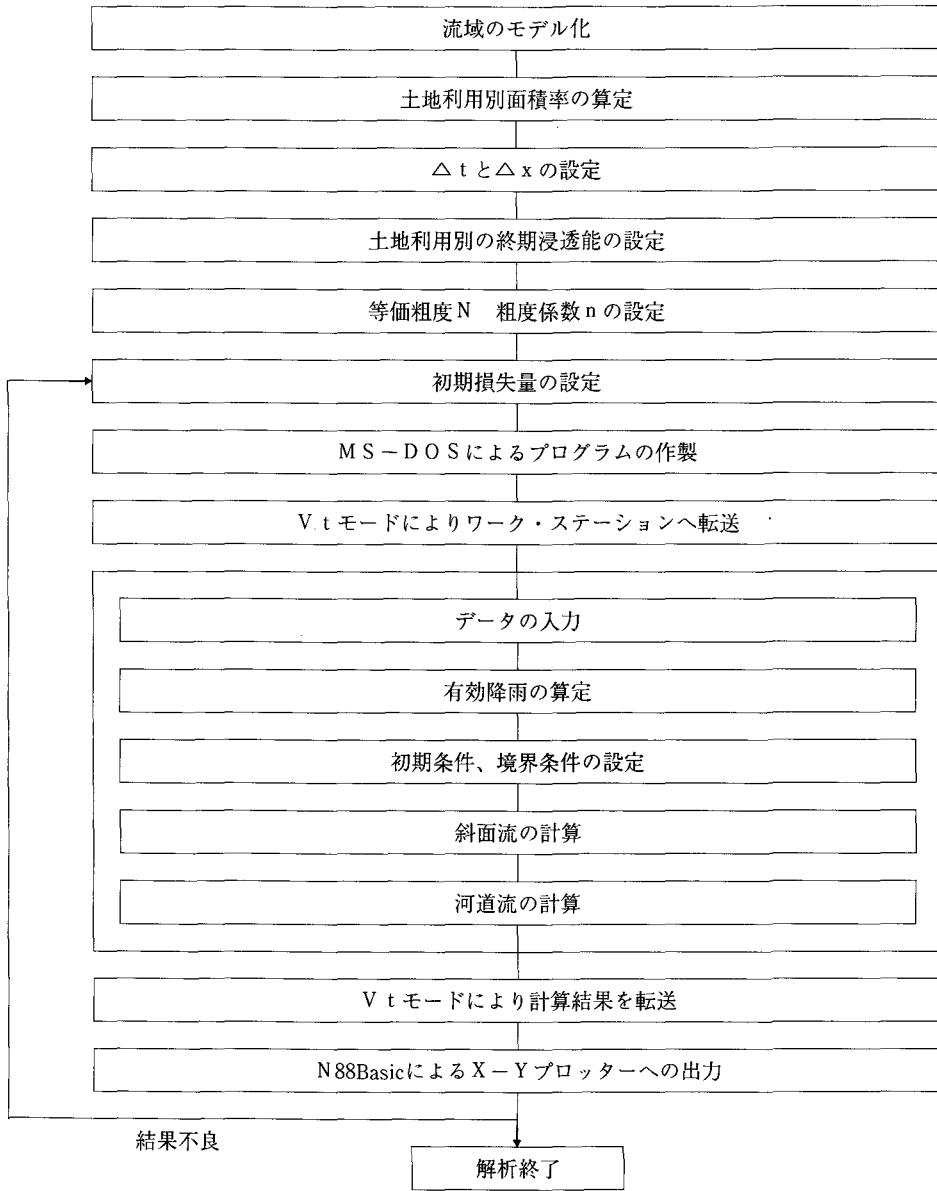 流域のモデル化
土地利用別面積率の算定
△tと△xの設定
土地利用別の終期浸透能の設定
等価粗度N　粗度係数nの設定
初期損失量の設定
MS－DOSによるプログラムの作製
V.tモードによりワーク・ステーションへ転送
データの入力
有効降雨の算定
初期条件、境界条件の設定
斜面流の計算
河道流の計算
Vtモードにより計算結果を転送
N88BasicによるX－Yプロッターへの出力
結果不良
解析終了